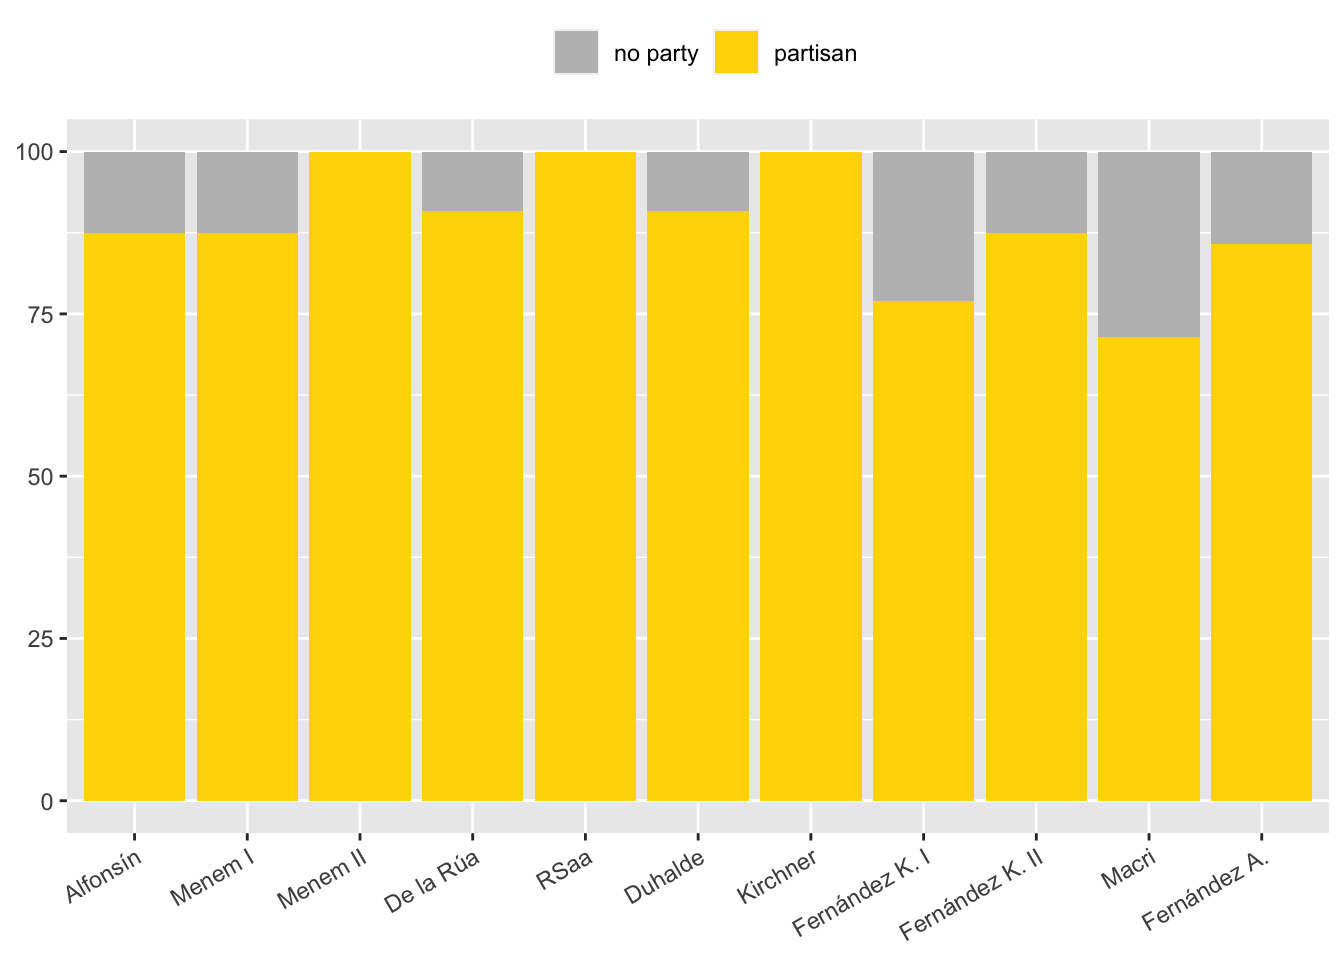 no party partisan
100
75
50
25
0
Alfonsín
Menem I
Menem II
De la Rúa
RSaa
Duhalde
Kirchner
Fernández K. I
Fernández K. II
Macri
Fernández A.